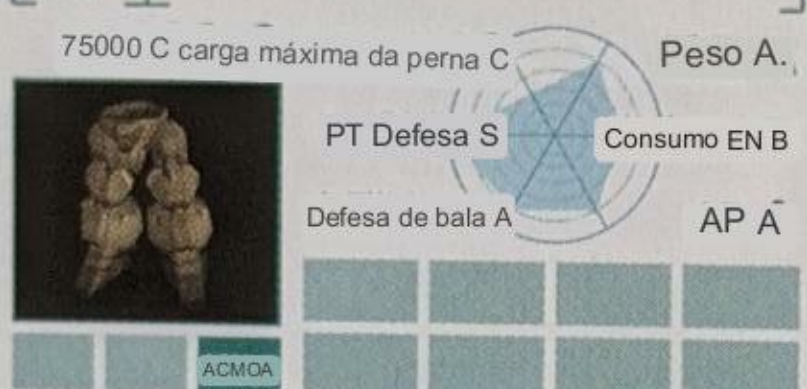 75000 C carga máxima da perna C
Peso A.
PT Defesa S
Consumo EN B
Defesa de bala A
AP A
ACMOA